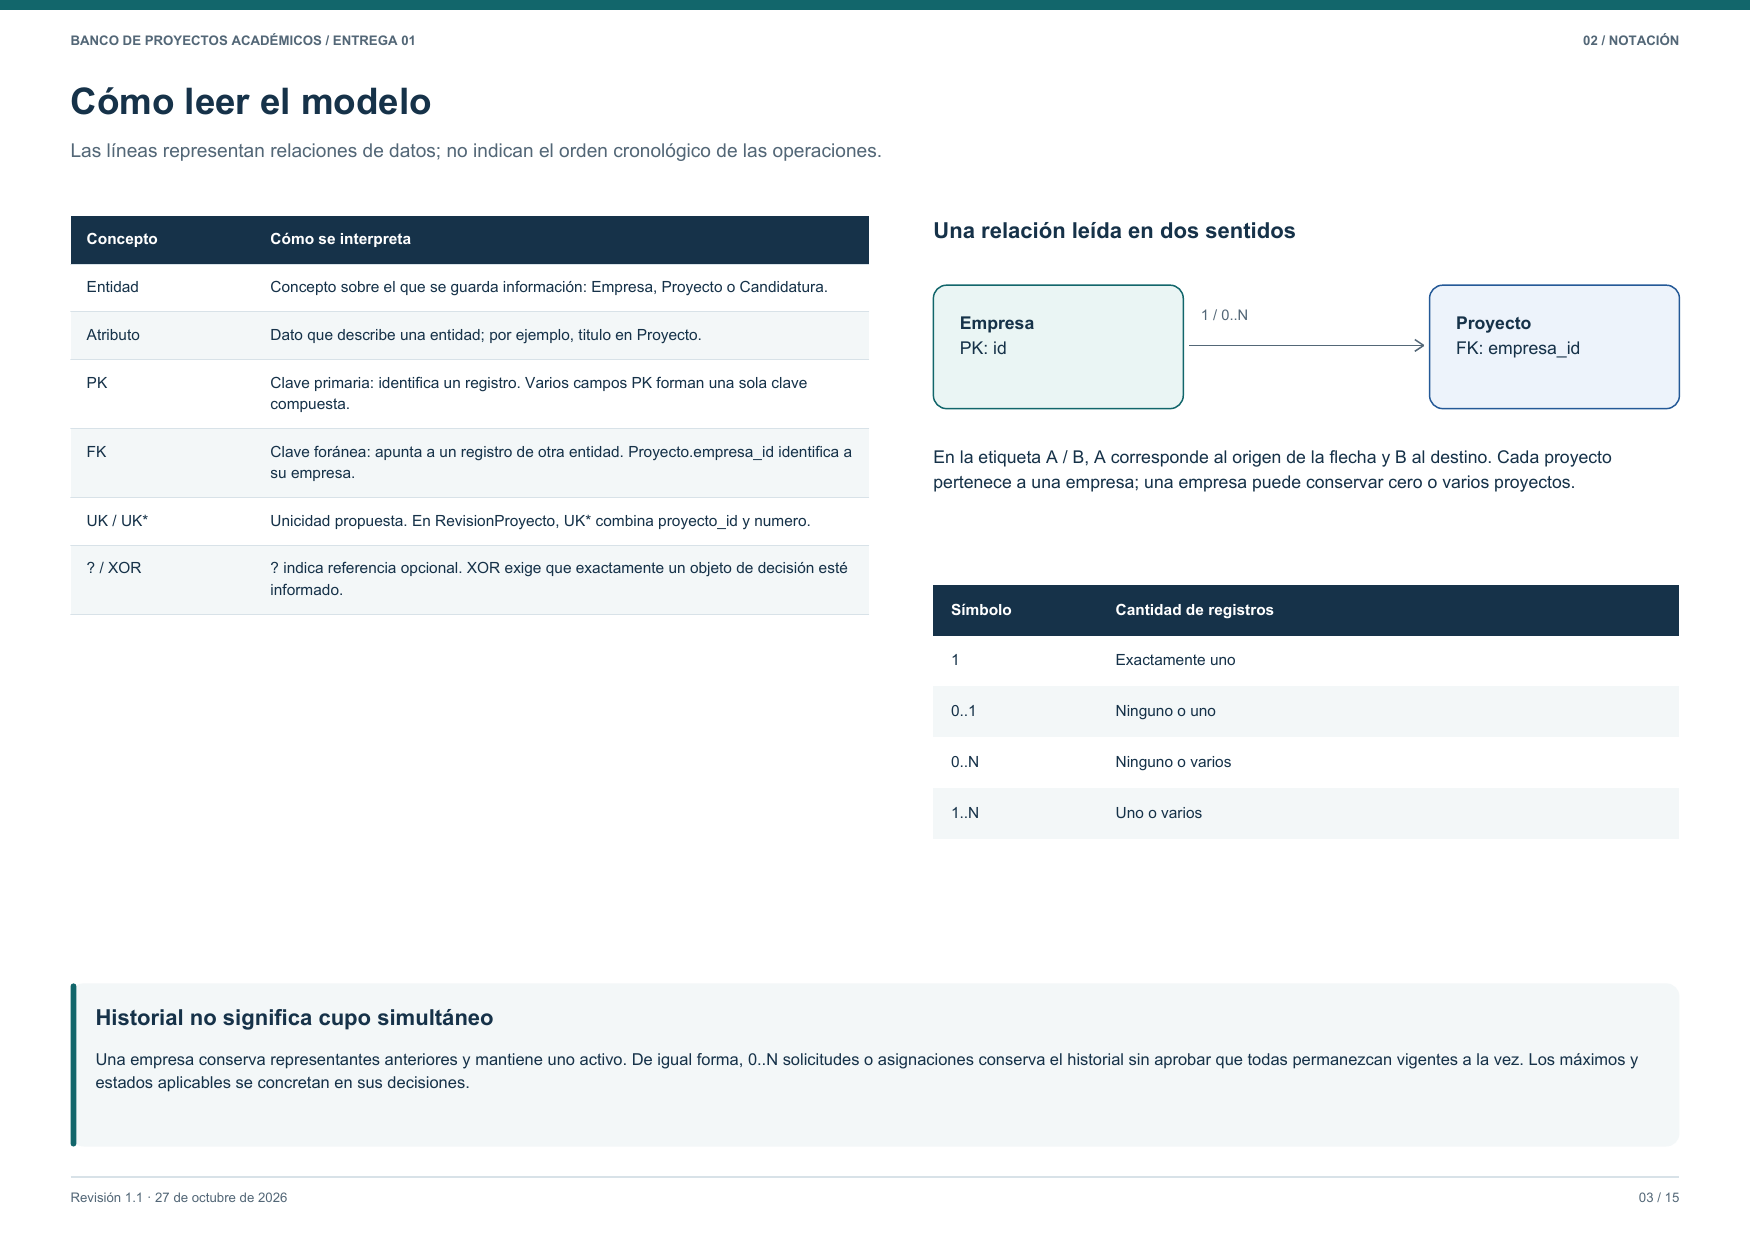 BANCO DE PROYECTOS ACADÉMICOS / ENTREGA 01
02 / NOTACIÓN
Cómo leer el modelo
Las líneas representan relaciones de datos; no indican el orden cronológico de las operaciones.
Concepto Cómo se interpreta
Entidad Concepto sobre el que se guarda información: Empresa, Proyecto o Candidatura.
Atributo Dato que describe una entidad; por ejemplo, titulo en Proyecto.
PK Clave primaria: identifica un registro. Varios campos PK forman una sola clave
compuesta.
FK Clave foránea: apunta a un registro de otra entidad. Proyecto.empresa_id identifica a
su empresa.
UK / UK* Unicidad propuesta. En RevisionProyecto, UK* combina proyecto_id y numero.
? / XOR ? indica referencia opcional. XOR exige que exactamente un objeto de decisión esté
informado.
Una relación leída en dos sentidos
Empresa
PK: id
1 / 0..N
Proyecto
FK: empresa_id
En la etiqueta A / B, A corresponde al origen de la flecha y B al destino. Cada proyecto
pertenece a una empresa; una empresa puede conservar cero o varios proyectos.
Símbolo Cantidad de registros
1 Exactamente uno
0..1 Ninguno o uno
0..N Ninguno o varios
1..N Uno o varios
Historial no significa cupo simultáneo
Una empresa conserva representantes anteriores y mantiene uno activo. De igual forma, 0..N solicitudes o asignaciones conserva el historial sin aprobar que todas permanezcan vigentes a la vez. Los máximos y
estados aplicables se concretan en sus decisiones.
Revisión 1.1 · 27 de octubre de 2026
03 / 15